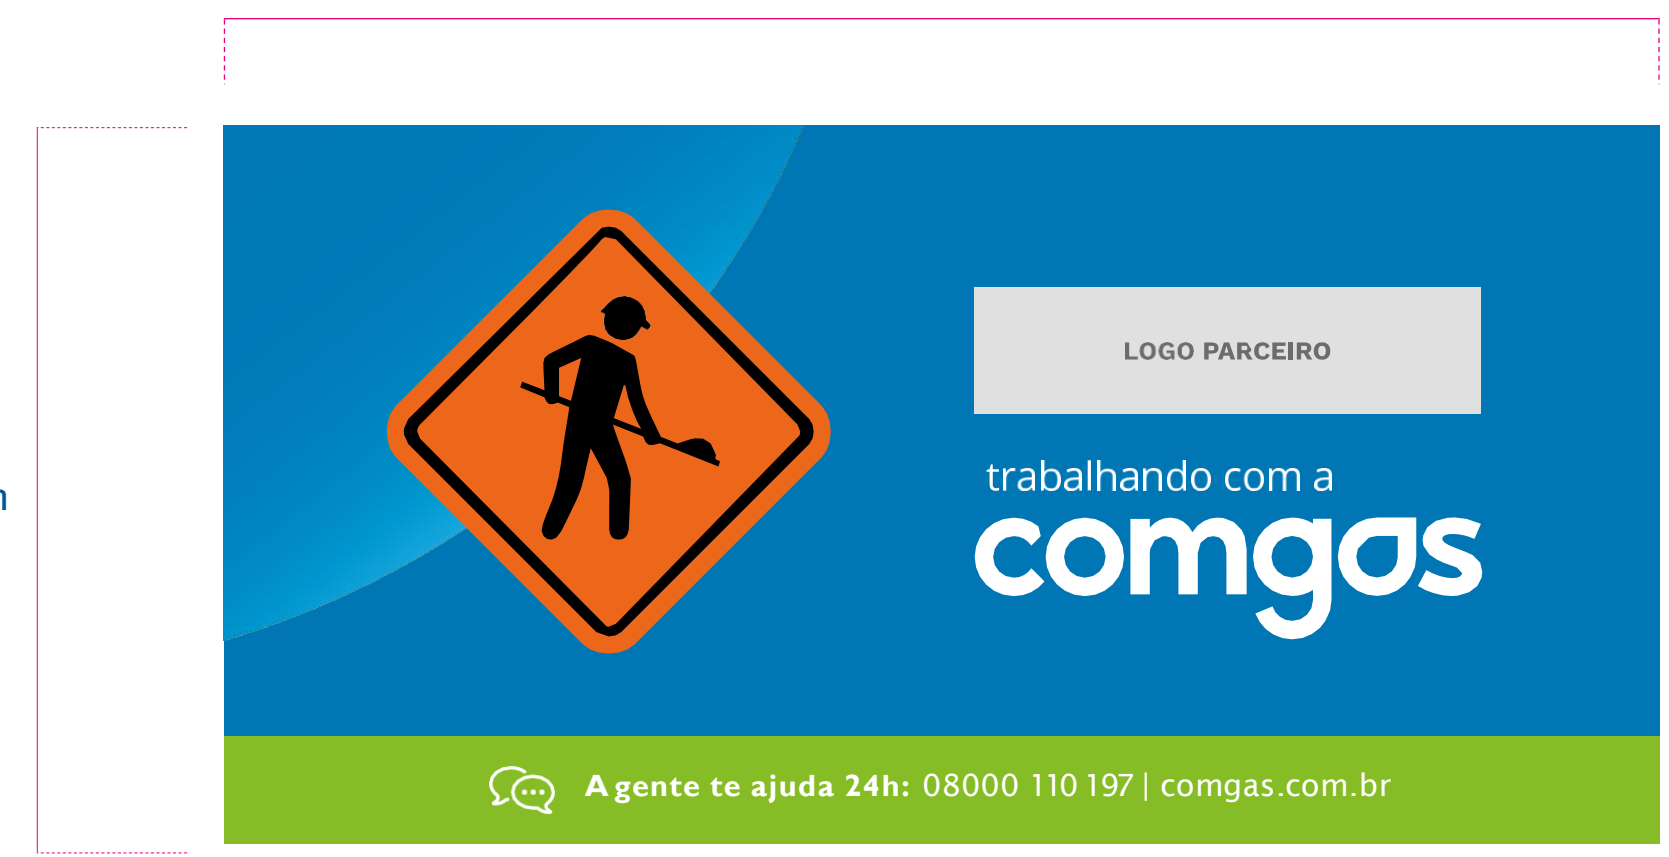 LOGO PARCEIRO
trabalhando com a
comgas
A gente te ajuda 24h: 08000 110 197 | comgas.com.br